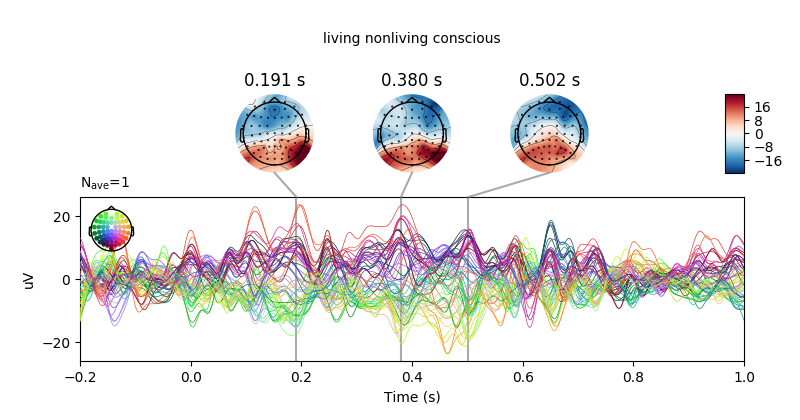 living nonliving conscious
0.191 s 0.380 s 0.502 s
16
8
0
−8
−16
Nave=1
20
0
−20
uV
−0.2 0.0 0.2 0.4 0.6 0.8 1.0
Time (s)